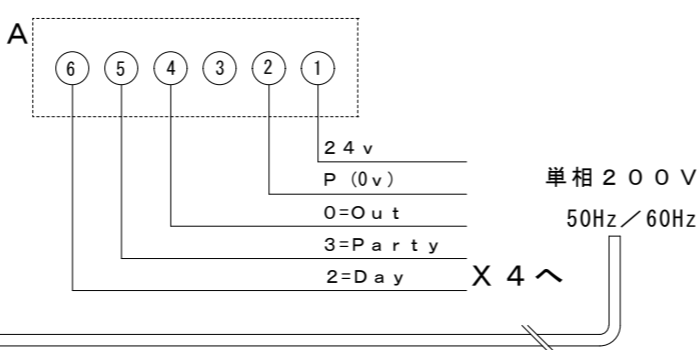 A
6 5 4 3 2 1
24v
P (0v)
0=Out
3=Party
2=Day
X4へ
単相200V
50Hz/60Hz